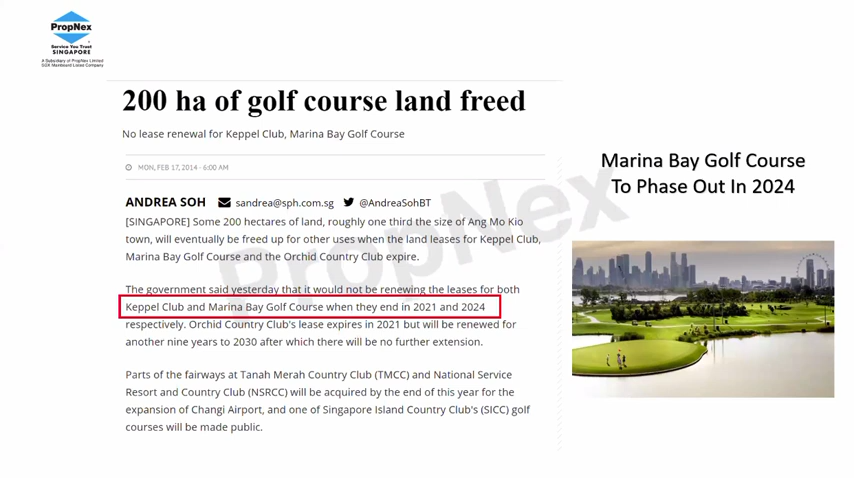 PropNex
Service You Trust
SINGAPORE
A Subsidiary of PropNex Limited
SGX Mainboard Listed Company
200 ha of golf course land freed
No lease renewal for Keppel Club, Marina Bay Golf Course
MON, FEB 17, 2014 - 6:00 AM
ANDREA SOH sandrea@sph.com.sg @AndreaSohBT
[SINGAPORE] Some 200 hectares of land, roughly one third the size of Ang Mo Kio
town, will eventually be freed up for other uses when the land leases for Keppel Club,
Marina Bay Golf Course and the Orchid Country Club expire.
The government said yesterday that it would not be renewing the leases for both
Keppel Club and Marina Bay Golf Course when they end in 2021 and 2024
respectively. Orchid Country Club's lease expires in 2021 but will be renewed for
another nine years to 2030 after which there will be no further extension.
Parts of the fairways at Tanah Merah Country Club (TMCC) and National Service
Resort and Country Club (NSRCC) will be acquired by the end of this year for the
expansion of Changi Airport, and one of Singapore Island Country Club's (SICC) golf
courses will be made public.
Marina Bay Golf Course
To Phase Out In 2024
PropNex